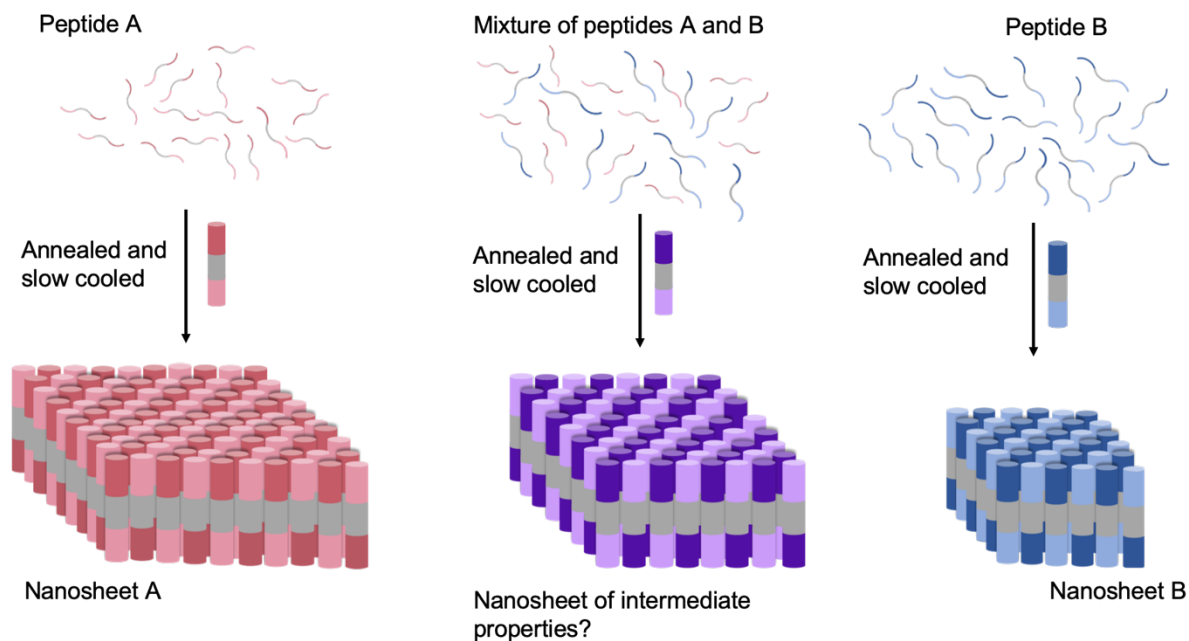 Peptide A
Mixture of peptides A and B
Peptide B
Annealed and
slow cooled
Annealed and
slow cooled
Annealed and
slow cooled
Nanosheet A
Nanosheet of intermediate
properties?
Nanosheet B